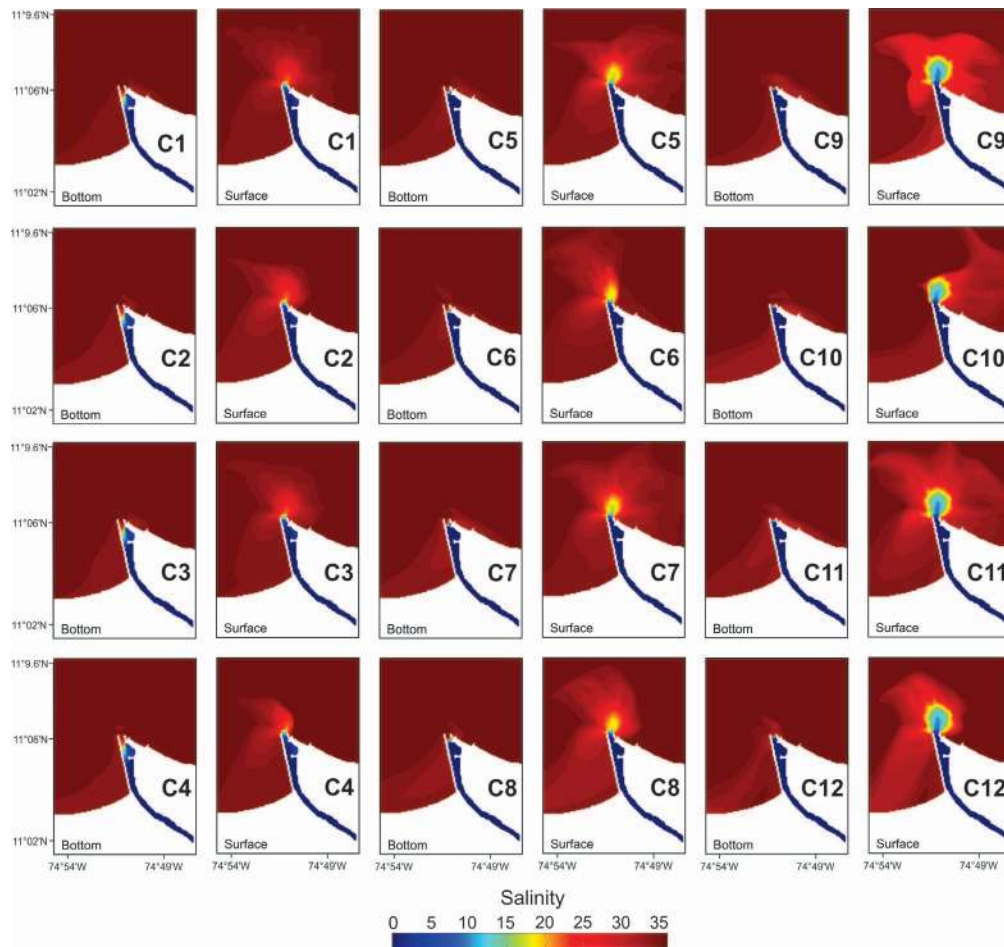 11°9.6'N
11°06'N
11°02'N
C1
Bottom
C1
Surface
C5
Bottom
C5
Surface
C9
Bottom
C9
Surface
11°9.6'N
11°06'N
11°02'N
C2
Bottom
C2
Surface
C6
Bottom
C6
Surface
C10
Bottom
C10
Surface
11°9.6'N
11°06'N
11°02'N
C3
Bottom
C3
Surface
C7
Bottom
C7
Surface
C11
Bottom
C11
Surface
11°9.6'N
11°06'N
11°02'N
C4
Bottom
C4
Surface
C8
Bottom
C8
Surface
C12
Bottom
C12
Surface
74°54'W 74°49'W 74°54'W 74°49'W 74°54'W 74°49'W 74°54'W 74°49'W 74°54'W 74°49'W 74°54'W 74°49'W
Salinity
0 5 10 15 20 25 30 35